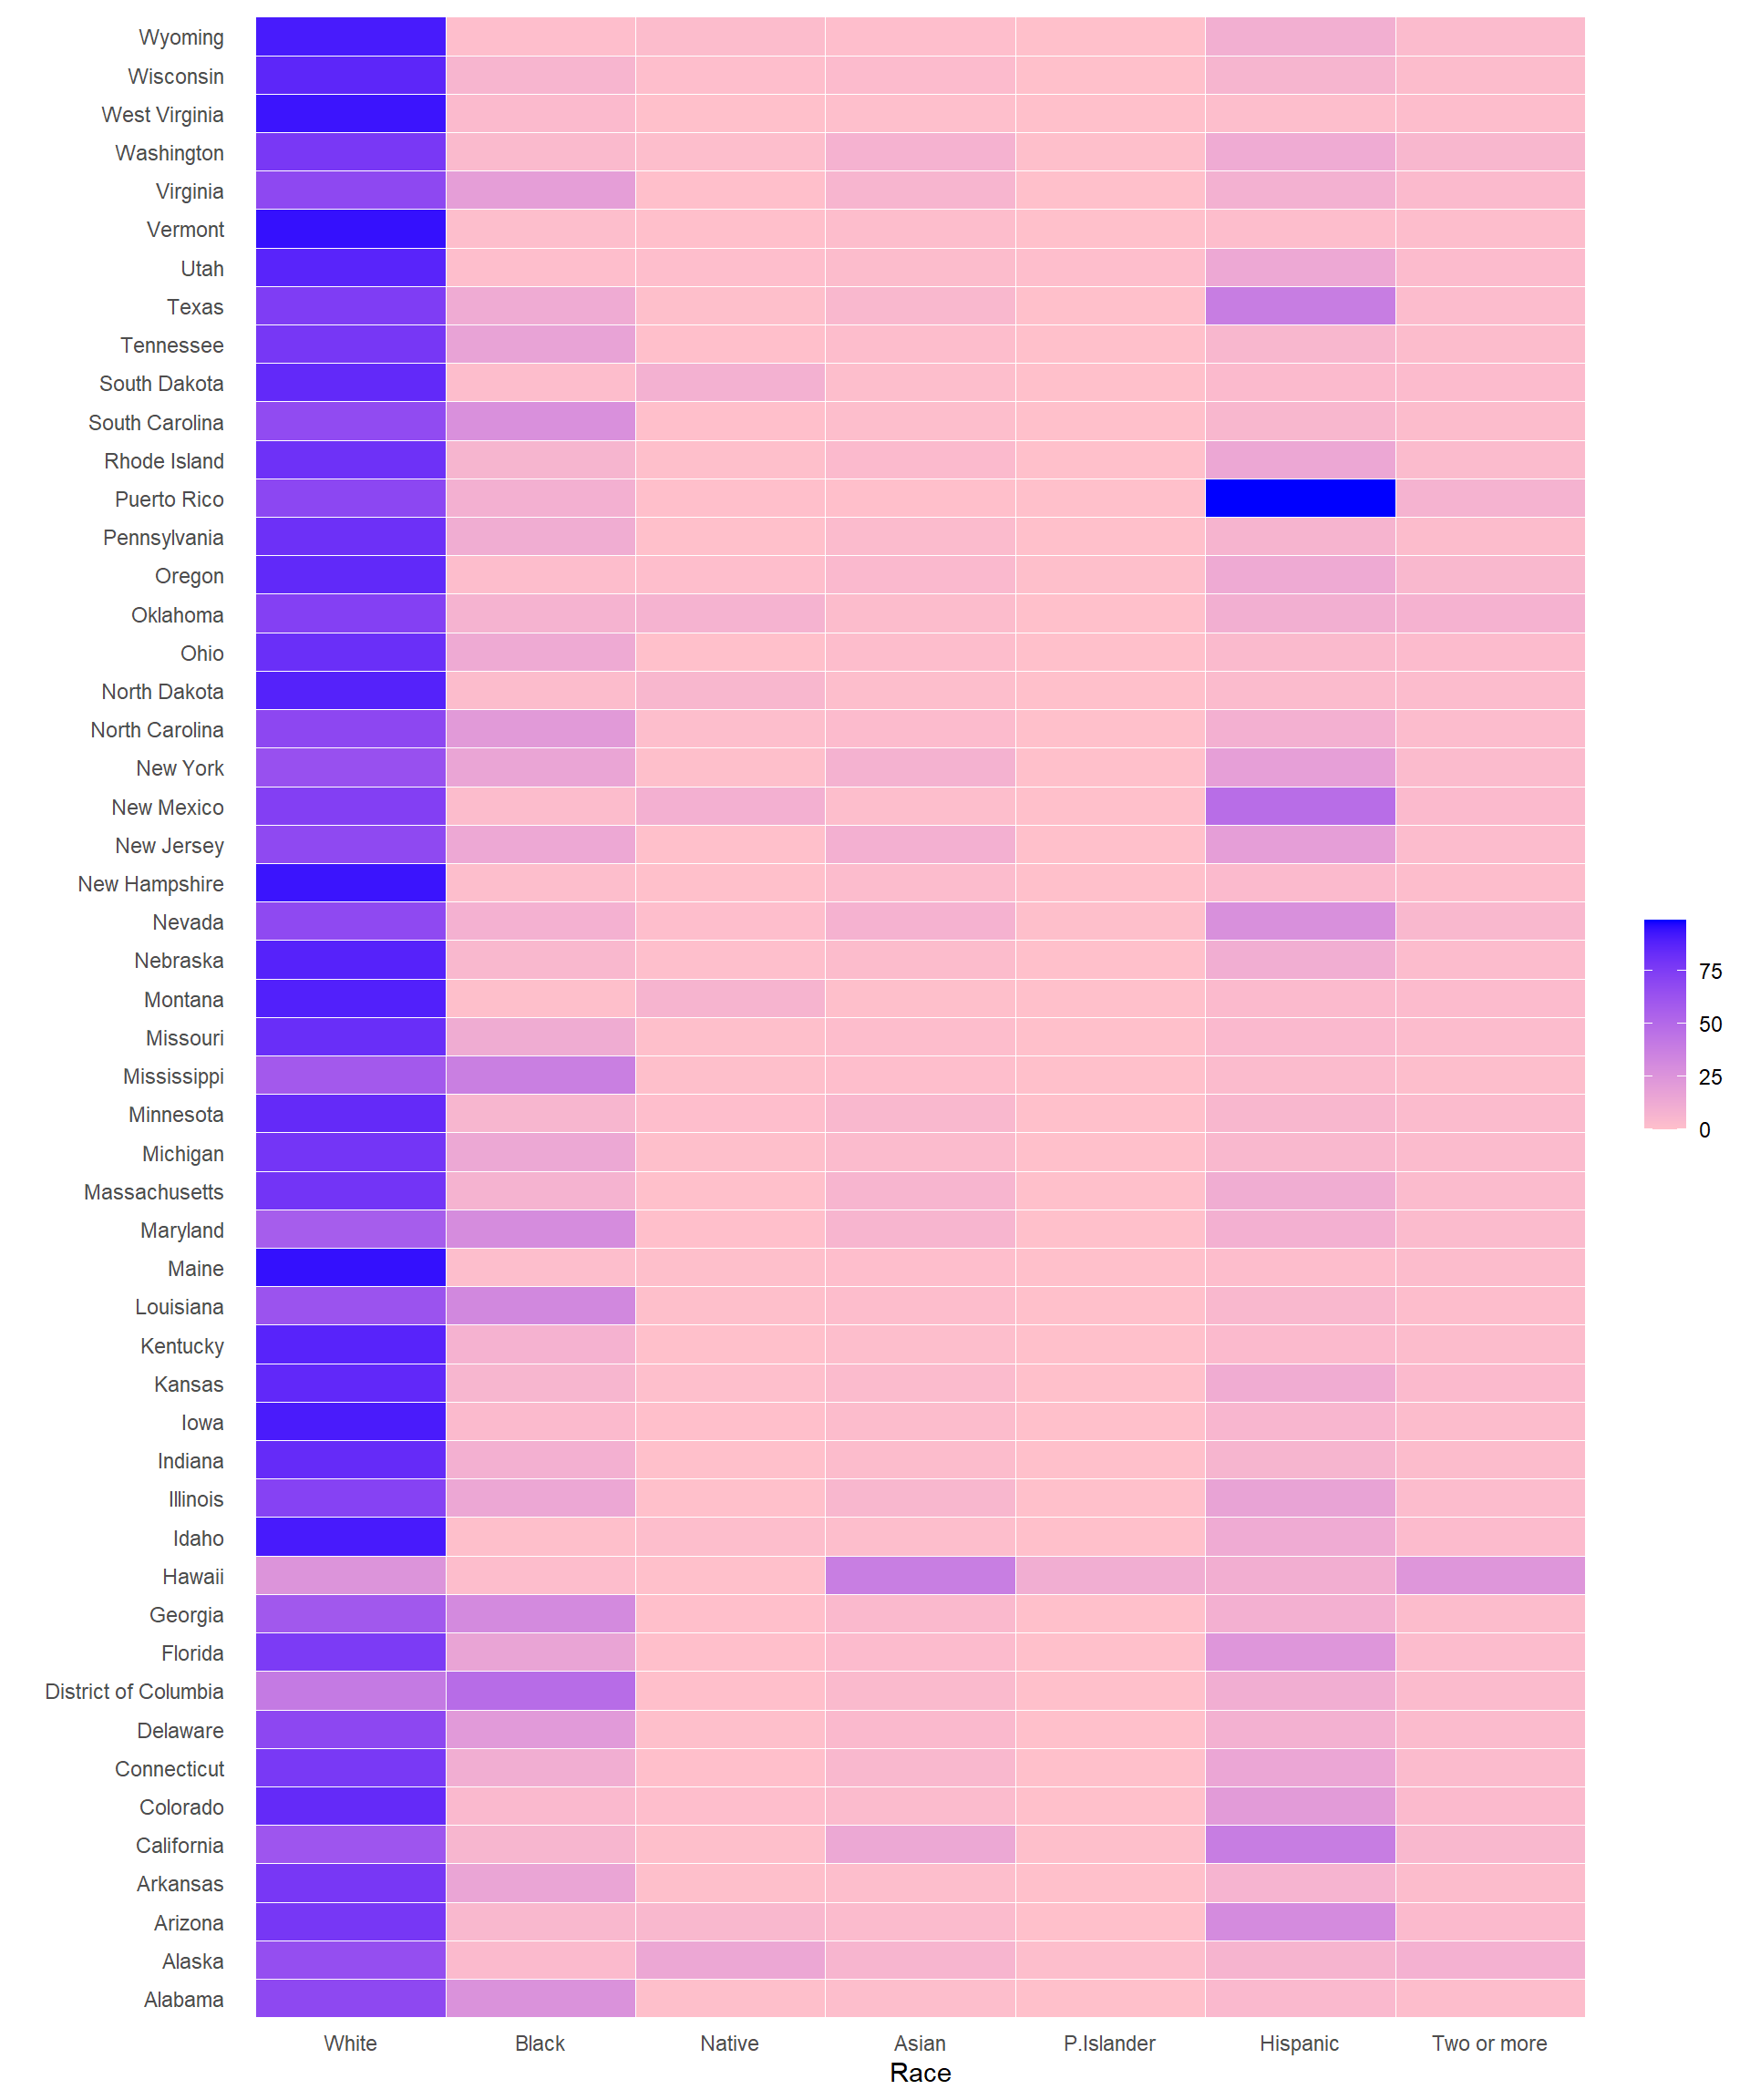 Wyoming
Wisconsin
West Virginia
Washington
Virginia
Vermont
Utah
Texas
Tennessee
South Dakota
South Carolina
Rhode Island
Puerto Rico
Pennsylvania
Oregon
Oklahoma
Ohio
North Dakota
North Carolina
New York
New Mexico
New Jersey
New Hampshire
Nevada
Nebraska
Montana
Missouri
Mississippi
Minnesota
Michigan
Massachusetts
Maryland
Maine
Louisiana
Kentucky
Kansas
Iowa
Indiana
Illinois
Idaho
Hawaii
Georgia
Florida
District of Columbia
Delaware
Connecticut
Colorado
California
Arkansas
Arizona
Alaska
Alabama
White Black Native Asian P.Islander Hispanic Two or more
Race
75
50
25
0